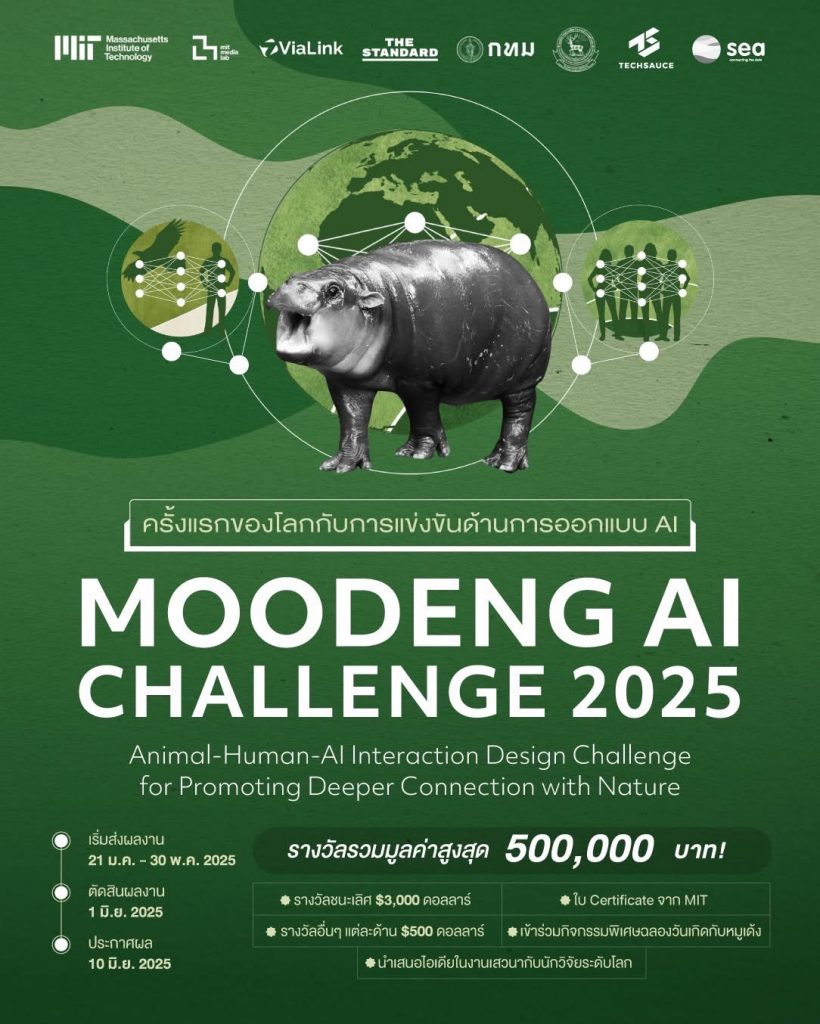 Massachusetts
Institute of
Technology
mit
media
lab
ViaLink
THE
STANDARD
กทม
TECHSAUCE
sea
connecting the dots
ครั้งแรกของโลกกับการแข่งขันด้านการออกแบบ AI
MOODENG AI
CHALLENGE 2025
Animal-Human-AI Interaction Design Challenge
for Promoting Deeper Connection with Nature
เริ่มส่งผลงาน
21 ม.ค. - 30 พ.ค. 2025
ตัดสินผลงาน
1 มิ.ย. 2025
ประกาศผล
10 มิ.ย. 2025
รางวัลรวมมูลค่าสูงสุด 500,000 บาท!
รางวัลชนะเลิศ $3,000 ดอลลาร์
ใบ Certificate จาก MIT
รางวัลอื่นๆ แต่ละด้าน $500 ดอลลาร์
เข้าร่วมกิจกรรมพิเศษฉลองวันเกิดกับหมูเด้ง
นำเสนอไอเดียในงานเสวนากับนักวิจัยระดับโลก